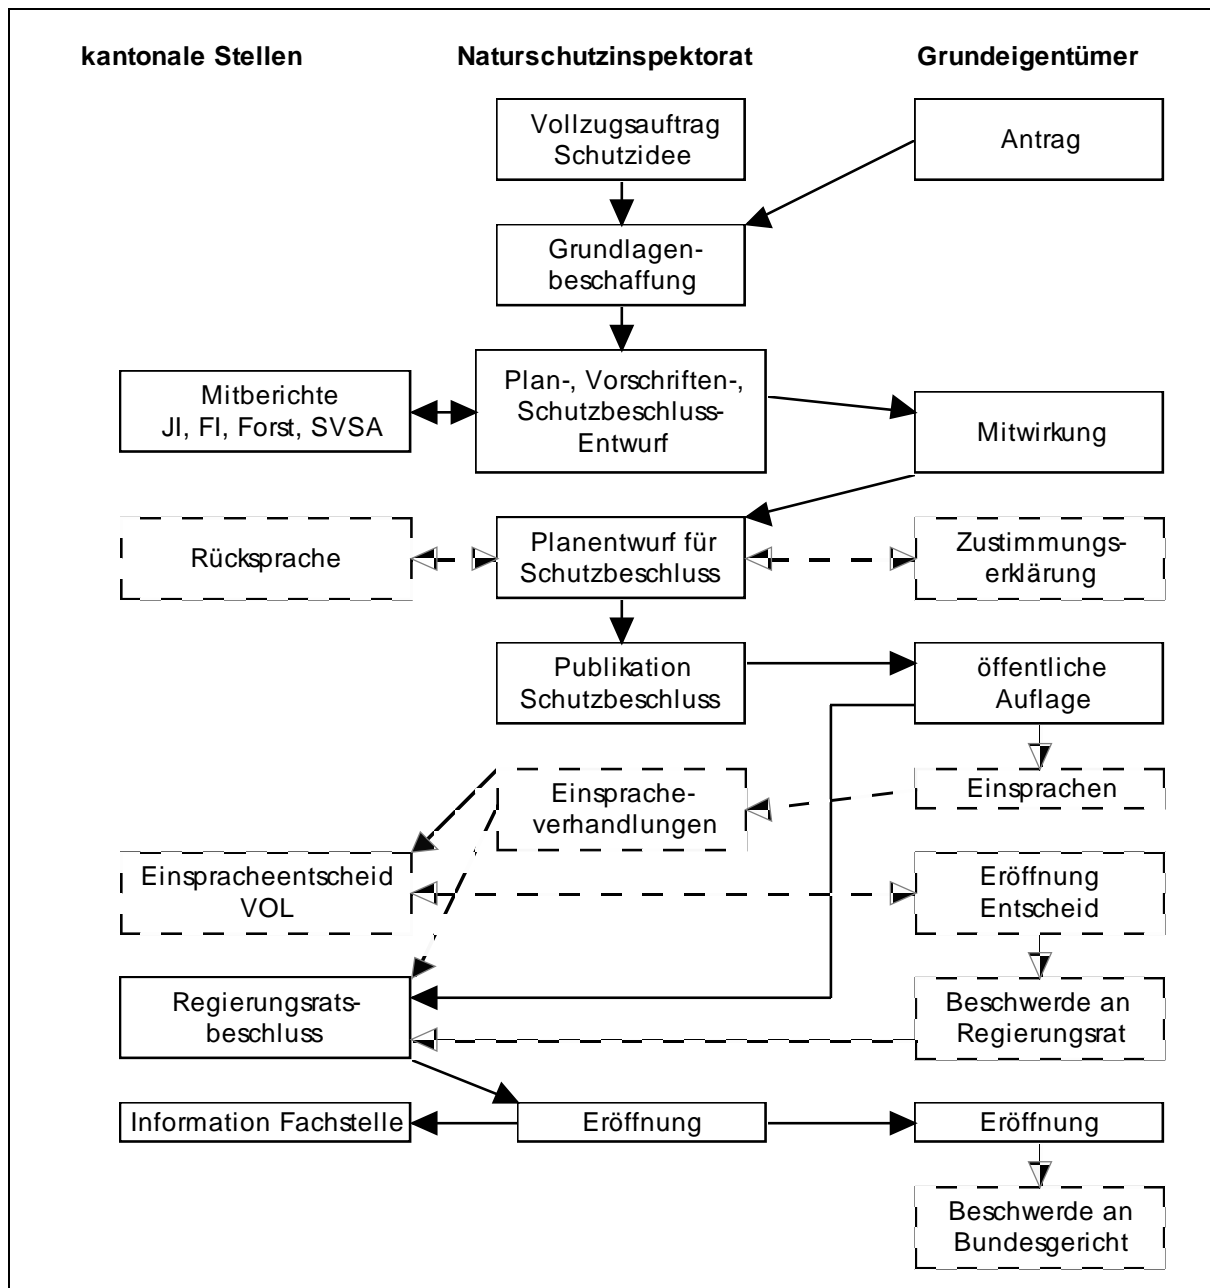 kantonale Stellen
Naturschutzinspektorat
Grundeigentümer
Vollzugsauftrag
Schutzidee
Antrag
Grundlagen-
beschaffung
Mitberichte
JI, FI, Forst, SVSA
Plan-, Vorschriften-,
Schutzbeschluss-
Entwurf
Mitwirkung
Rücksprache
Planentwurf für
Schutzbeschluss
Zustimmungs-
erklärung
Publikation
Schutzbeschluss
öffentliche
Auflage
Einsprache-
verhandlungen
Einsprachen
Einspracheentscheid
VOL
Eröffnung
Entscheid
Regierungsrats-
beschluss
Beschwerde an
Regierungsrat
Information Fachstelle
Eröffnung
Eröffnung
Beschwerde an
Bundesgericht